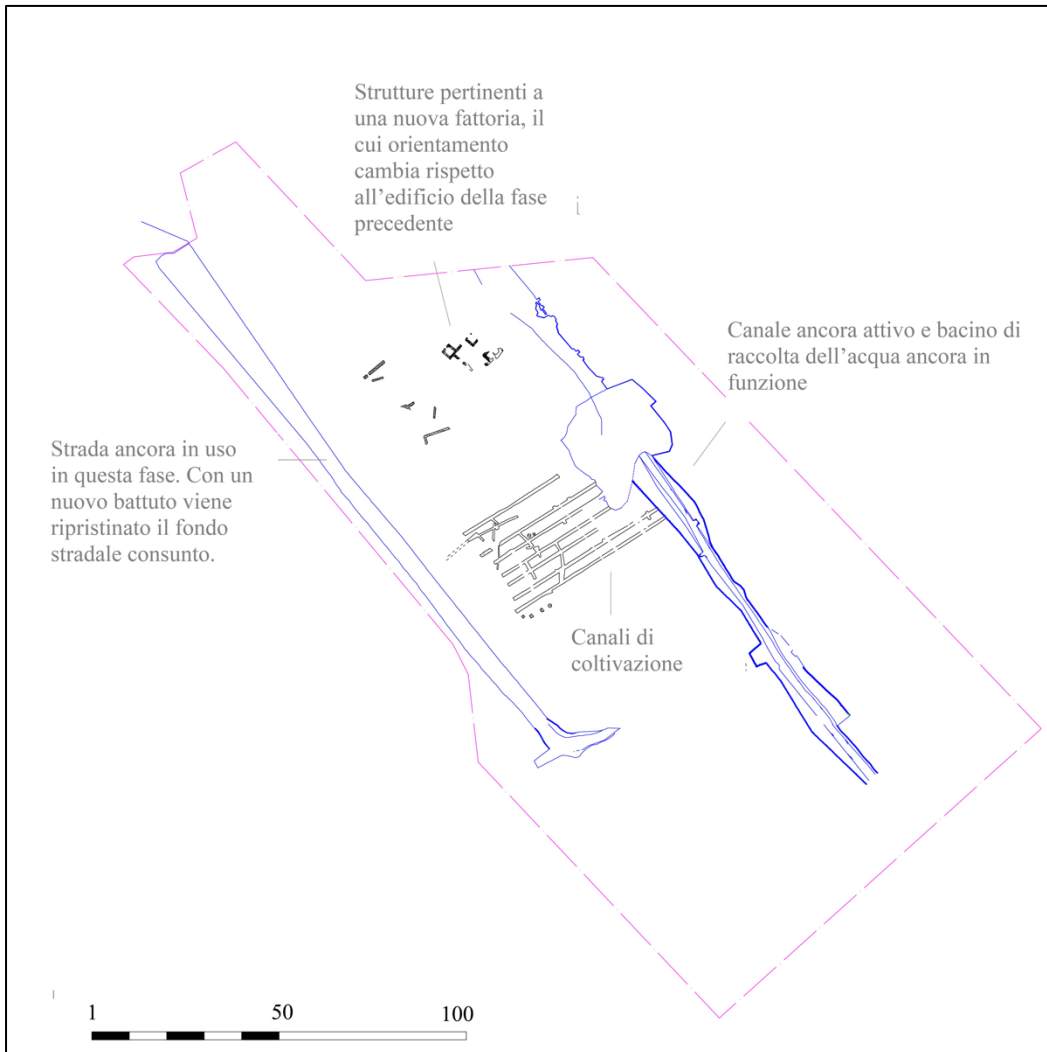 Strutture pertinenti a
una nuova fattoria, il
cui orientamento
cambia rispetto
all’edificio della fase
precedente
Canale ancora attivo e bacino di
raccolta dell’acqua ancora in
funzione
Strada ancora in uso
in questa fase. Con un
nuovo battuto viene
ripristinato il fondo
stradale consunto.
Canali di
coltivazione
1 50 100